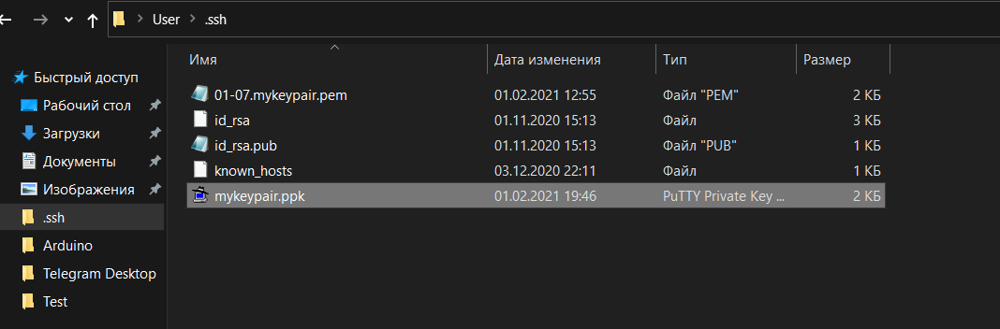 User .ssh
Имя Дата изменения Тип Размер
Быстрый доступ
Рабочий стол
Загрузки
Документы
Изображения
.ssh
Arduino
Telegram Desktop
Test
01-07.mykeypair.pem 01.02.2021 12:55 Файл "PEM" 2 КБ
id_rsa 01.11.2020 15:13 Файл 3 КБ
id_rsa.pub 01.11.2020 15:13 Файл "PUB" 1 КБ
known_hosts 03.12.2020 22:11 Файл 1 КБ
mykeypair.ppk 01.02.2021 19:46 PuTTY Private Key ... 2 КБ